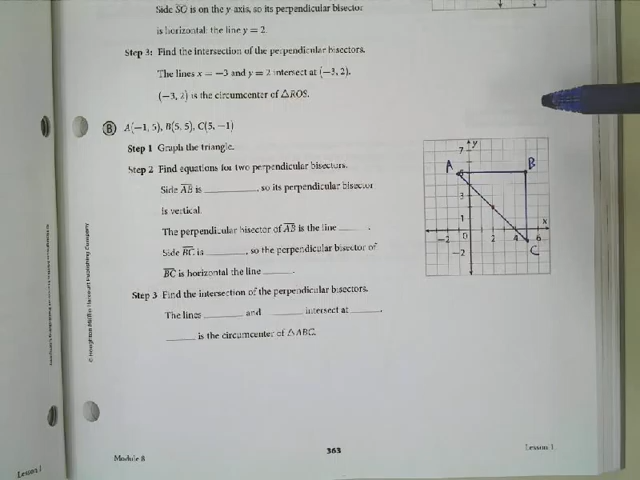 Side SO is on the y axis, so its perpendicular bisector
is horizontal: the line y = 2.
Step 3: Find the intersection of the perpendicular bisectors.
The lines x = −3 and y = 2 intersect at (−3, 2).
(−3, 2) is the circumcenter of △ROS.
B A(−1, 5), B(5, 5), C(5, −1)
Step 1 Graph the triangle.
Step 2 Find equations for two perpendicular bisectors.
Side AB is ______, so its perpendicular bisector
is vertical.
The perpendicular bisector of AB is the line ____.
Side BC is ______, so the perpendicular bisector of
BC is horizontal the line ____.
Step 3 Find the intersection of the perpendicular bisectors.
The lines ______ and ______ intersect at ______.
______ is the circumcenter of △ABC.
7 y
A B
3
1 x
−2 0 2 4 6
−2 C
© Houghton Mifflin Harcourt Publishing Company
Module 8
363
Lesson 1
Lesson 1